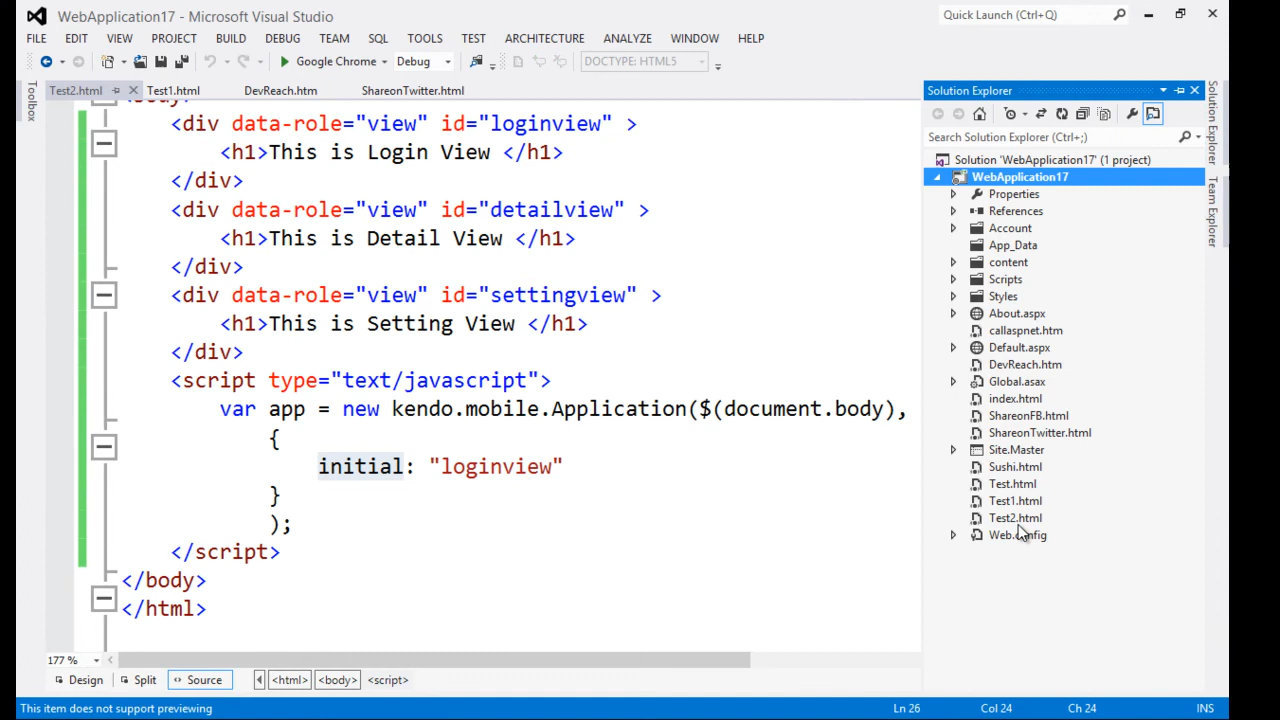 WebApplication17 - Microsoft Visual Studio
Quick Launch (Ctrl+Q)
FILE EDIT VIEW PROJECT BUILD DEBUG TEAM SQL TOOLS TEST ARCHITECTURE ANALYZE WINDOW HELP
Google Chrome Debug DOCTYPE: HTML5
Toolbox
Test2.html Test1.html DevReach.htm ShareonTwitter.html
<body>
<div data-role="view" id="loginview" >
<h1>This is Login View </h1>
</div>
<div data-role="view" id="detailview" >
<h1>This is Detail View </h1>
</div>
<div data-role="view" id="settingview" >
<h1>This is Setting View </h1>
</div>
<script type="text/javascript">
var app = new kendo.mobile.Application($(document.body),
{
initial: "loginview"
}
);
</script>
</body>
</html>
177 %
Design Split Source <html> <body> <script>
Solution Explorer
Search Solution Explorer (Ctrl+;)
Solution 'WebApplication17' (1 project)
WebApplication17
Properties
References
Account
App_Data
content
Scripts
Styles
About.aspx
callaspnet.htm
Default.aspx
DevReach.htm
Global.asax
index.html
ShareonFB.html
ShareonTwitter.html
Site.Master
Sushi.html
Test.html
Test1.html
Test2.html
Web.config
Solution Explorer
Team Explorer
This item does not support previewing Ln 26 Col 24 Ch 24 INS